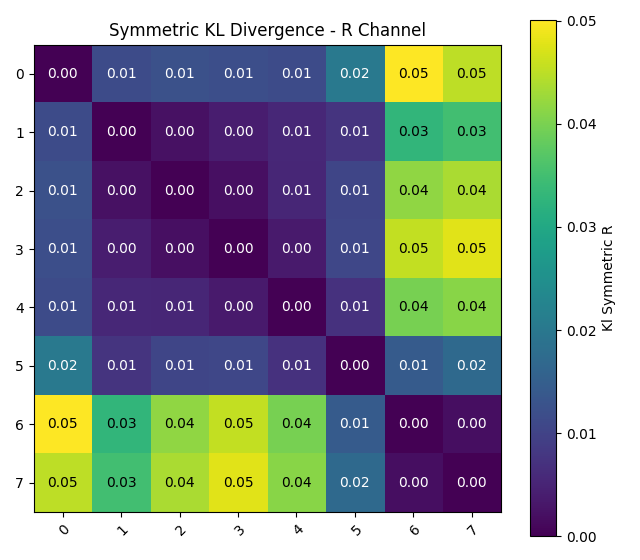 Symmetric KL Divergence - R Channel
0 0.00 0.01 0.01 0.01 0.01 0.02 0.05 0.05
1 0.01 0.00 0.00 0.00 0.01 0.01 0.03 0.03
2 0.01 0.00 0.00 0.00 0.01 0.01 0.04 0.04
3 0.01 0.00 0.00 0.00 0.00 0.01 0.05 0.05
4 0.01 0.01 0.01 0.00 0.00 0.01 0.04 0.04
5 0.02 0.01 0.01 0.01 0.01 0.00 0.01 0.02
6 0.05 0.03 0.04 0.05 0.04 0.01 0.00 0.00
7 0.05 0.03 0.04 0.05 0.04 0.02 0.00 0.00
0 1 2 3 4 5 6 7
0.05
0.04
0.03
0.02
0.01
0.00
Kl Symmetric R